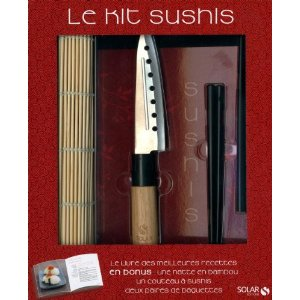 Le kit sushis
sushis
Le livre des meilleures recettes
en bonus : une natte en bambou
un couteau à sushis
deux paires de baguettes
SOLAR